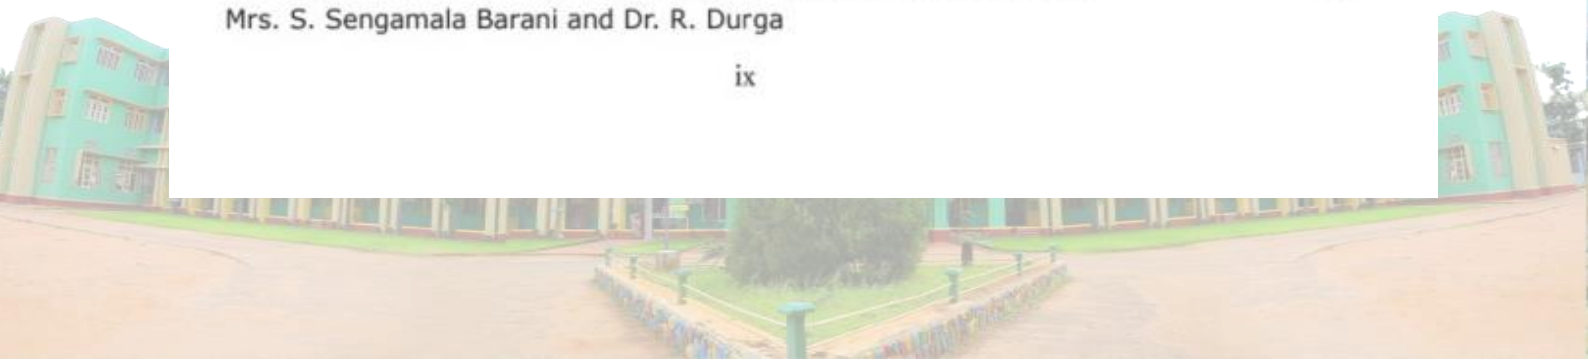 Mrs. S. Sengamala Barani and Dr. R. Durga
ix